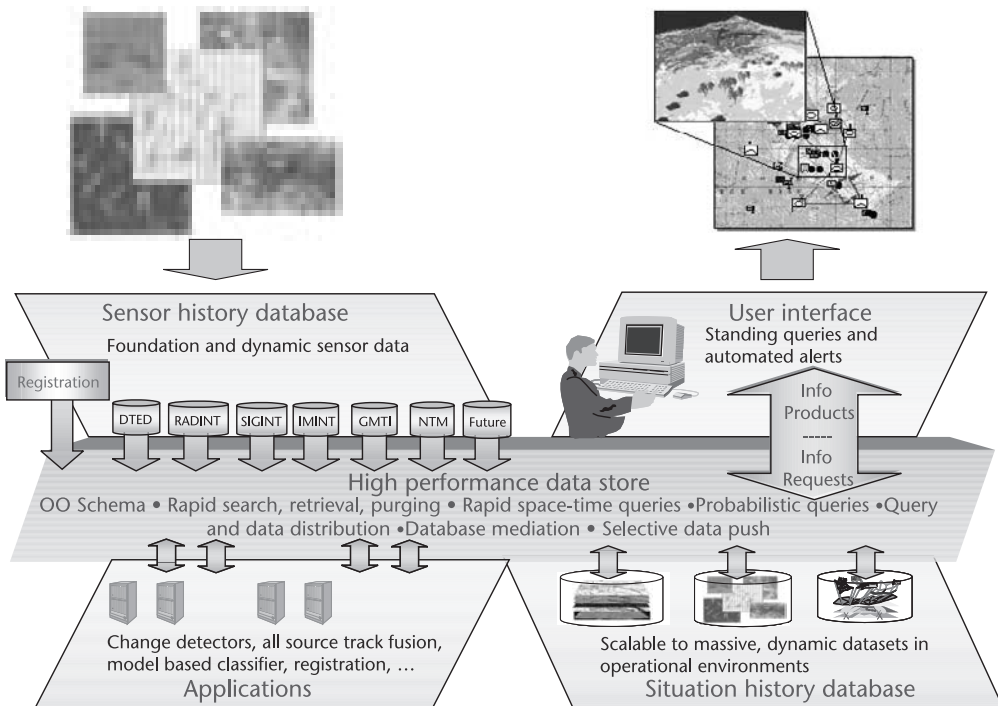 Sensor history database
Foundation and dynamic sensor data
Registration
DTED
RADINT
SIGINT
IMINT
GMTI
NTM
Future
User interface
Standing queries and
automated alerts
Info
Products
-----
Info
Requests
High performance data store
OO Schema • Rapid search, retrieval, purging • Rapid space-time queries •Probabilistic queries •Query
and data distribution •Database mediation • Selective data push
Change detectors, all source track fusion,
model based classifier, registration, …
Applications
Scalable to massive, dynamic datasets in
operational environments
Situation history database